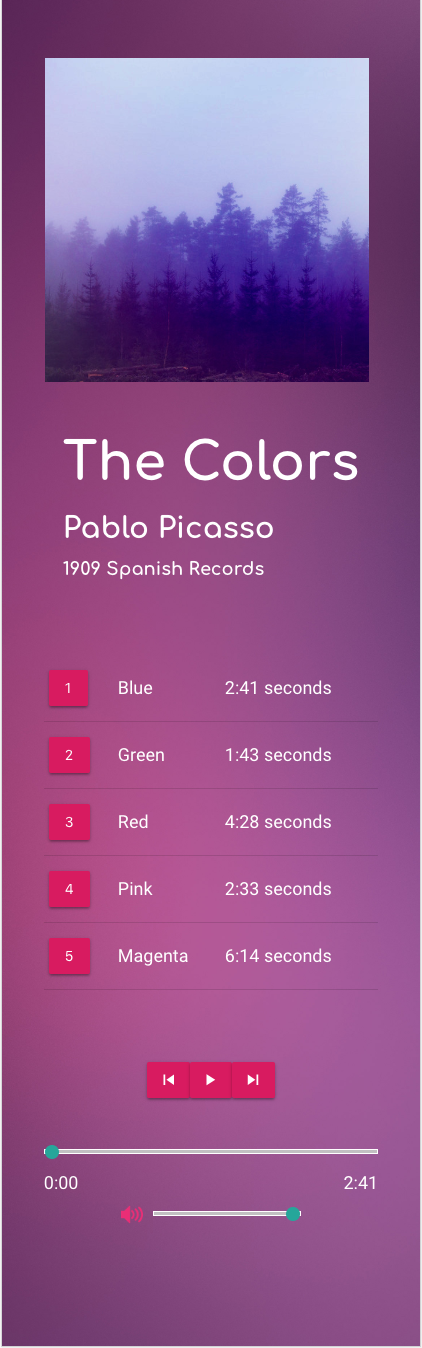 The Colors
Pablo Picasso
1909 Spanish Records
1 Blue 2:41 seconds
2 Green 1:43 seconds
3 Red 4:28 seconds
4 Pink 2:33 seconds
5 Magenta 6:14 seconds
0:00 2:41